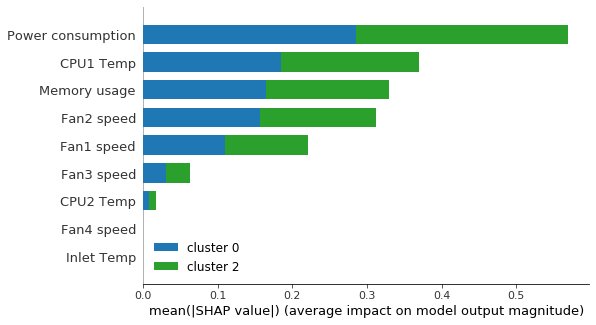 Power consumption
CPU1 Temp
Memory usage
Fan2 speed
Fan1 speed
Fan3 speed
CPU2 Temp
Fan4 speed
Inlet Temp
cluster 0
cluster 2
0.0 0.1 0.2 0.3 0.4 0.5
mean(|SHAP value|) (average impact on model output magnitude)